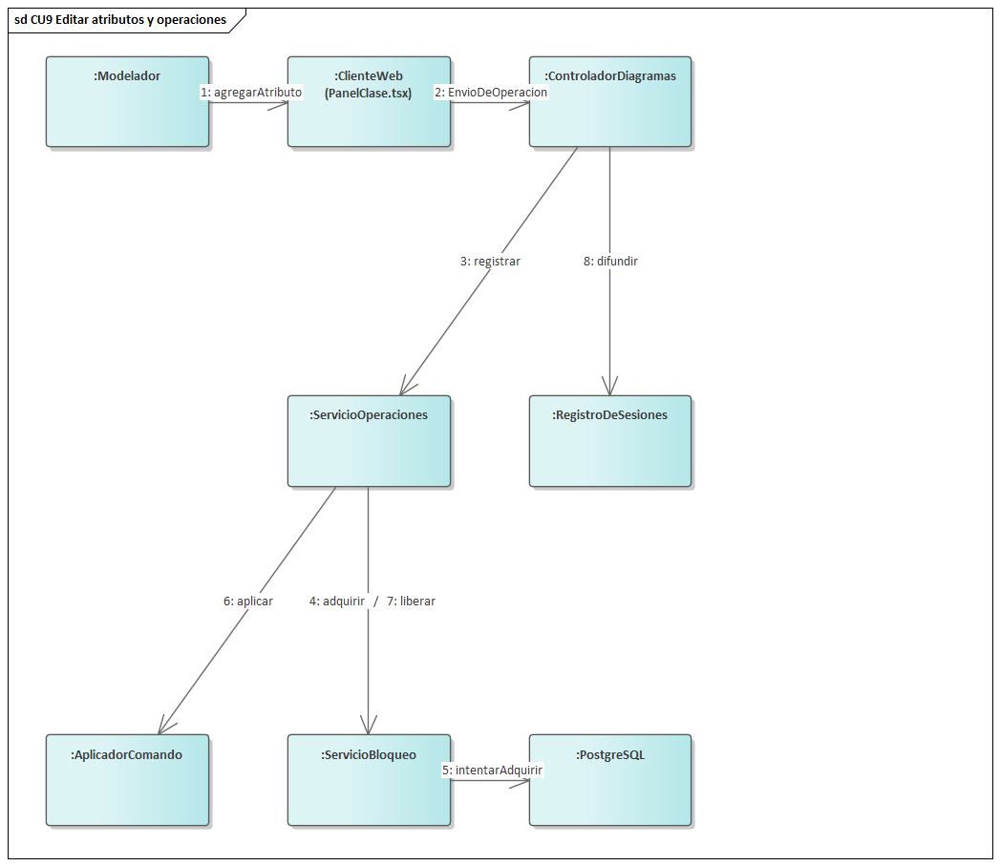 sd CU9 Editar atributos y operaciones
:Modelador
1: agregarAtributo
:ClienteWeb
(PanelClase.tsx)
2: EnvioDeOperacion
:ControladorDiagramas
3: registrar
8: difundir
:ServicioOperaciones
:RegistroDeSesiones
6: aplicar
4: adquirir / 7: liberar
:AplicadorComando
:ServicioBloqueo
5: intentarAdquirir
:PostgreSQL